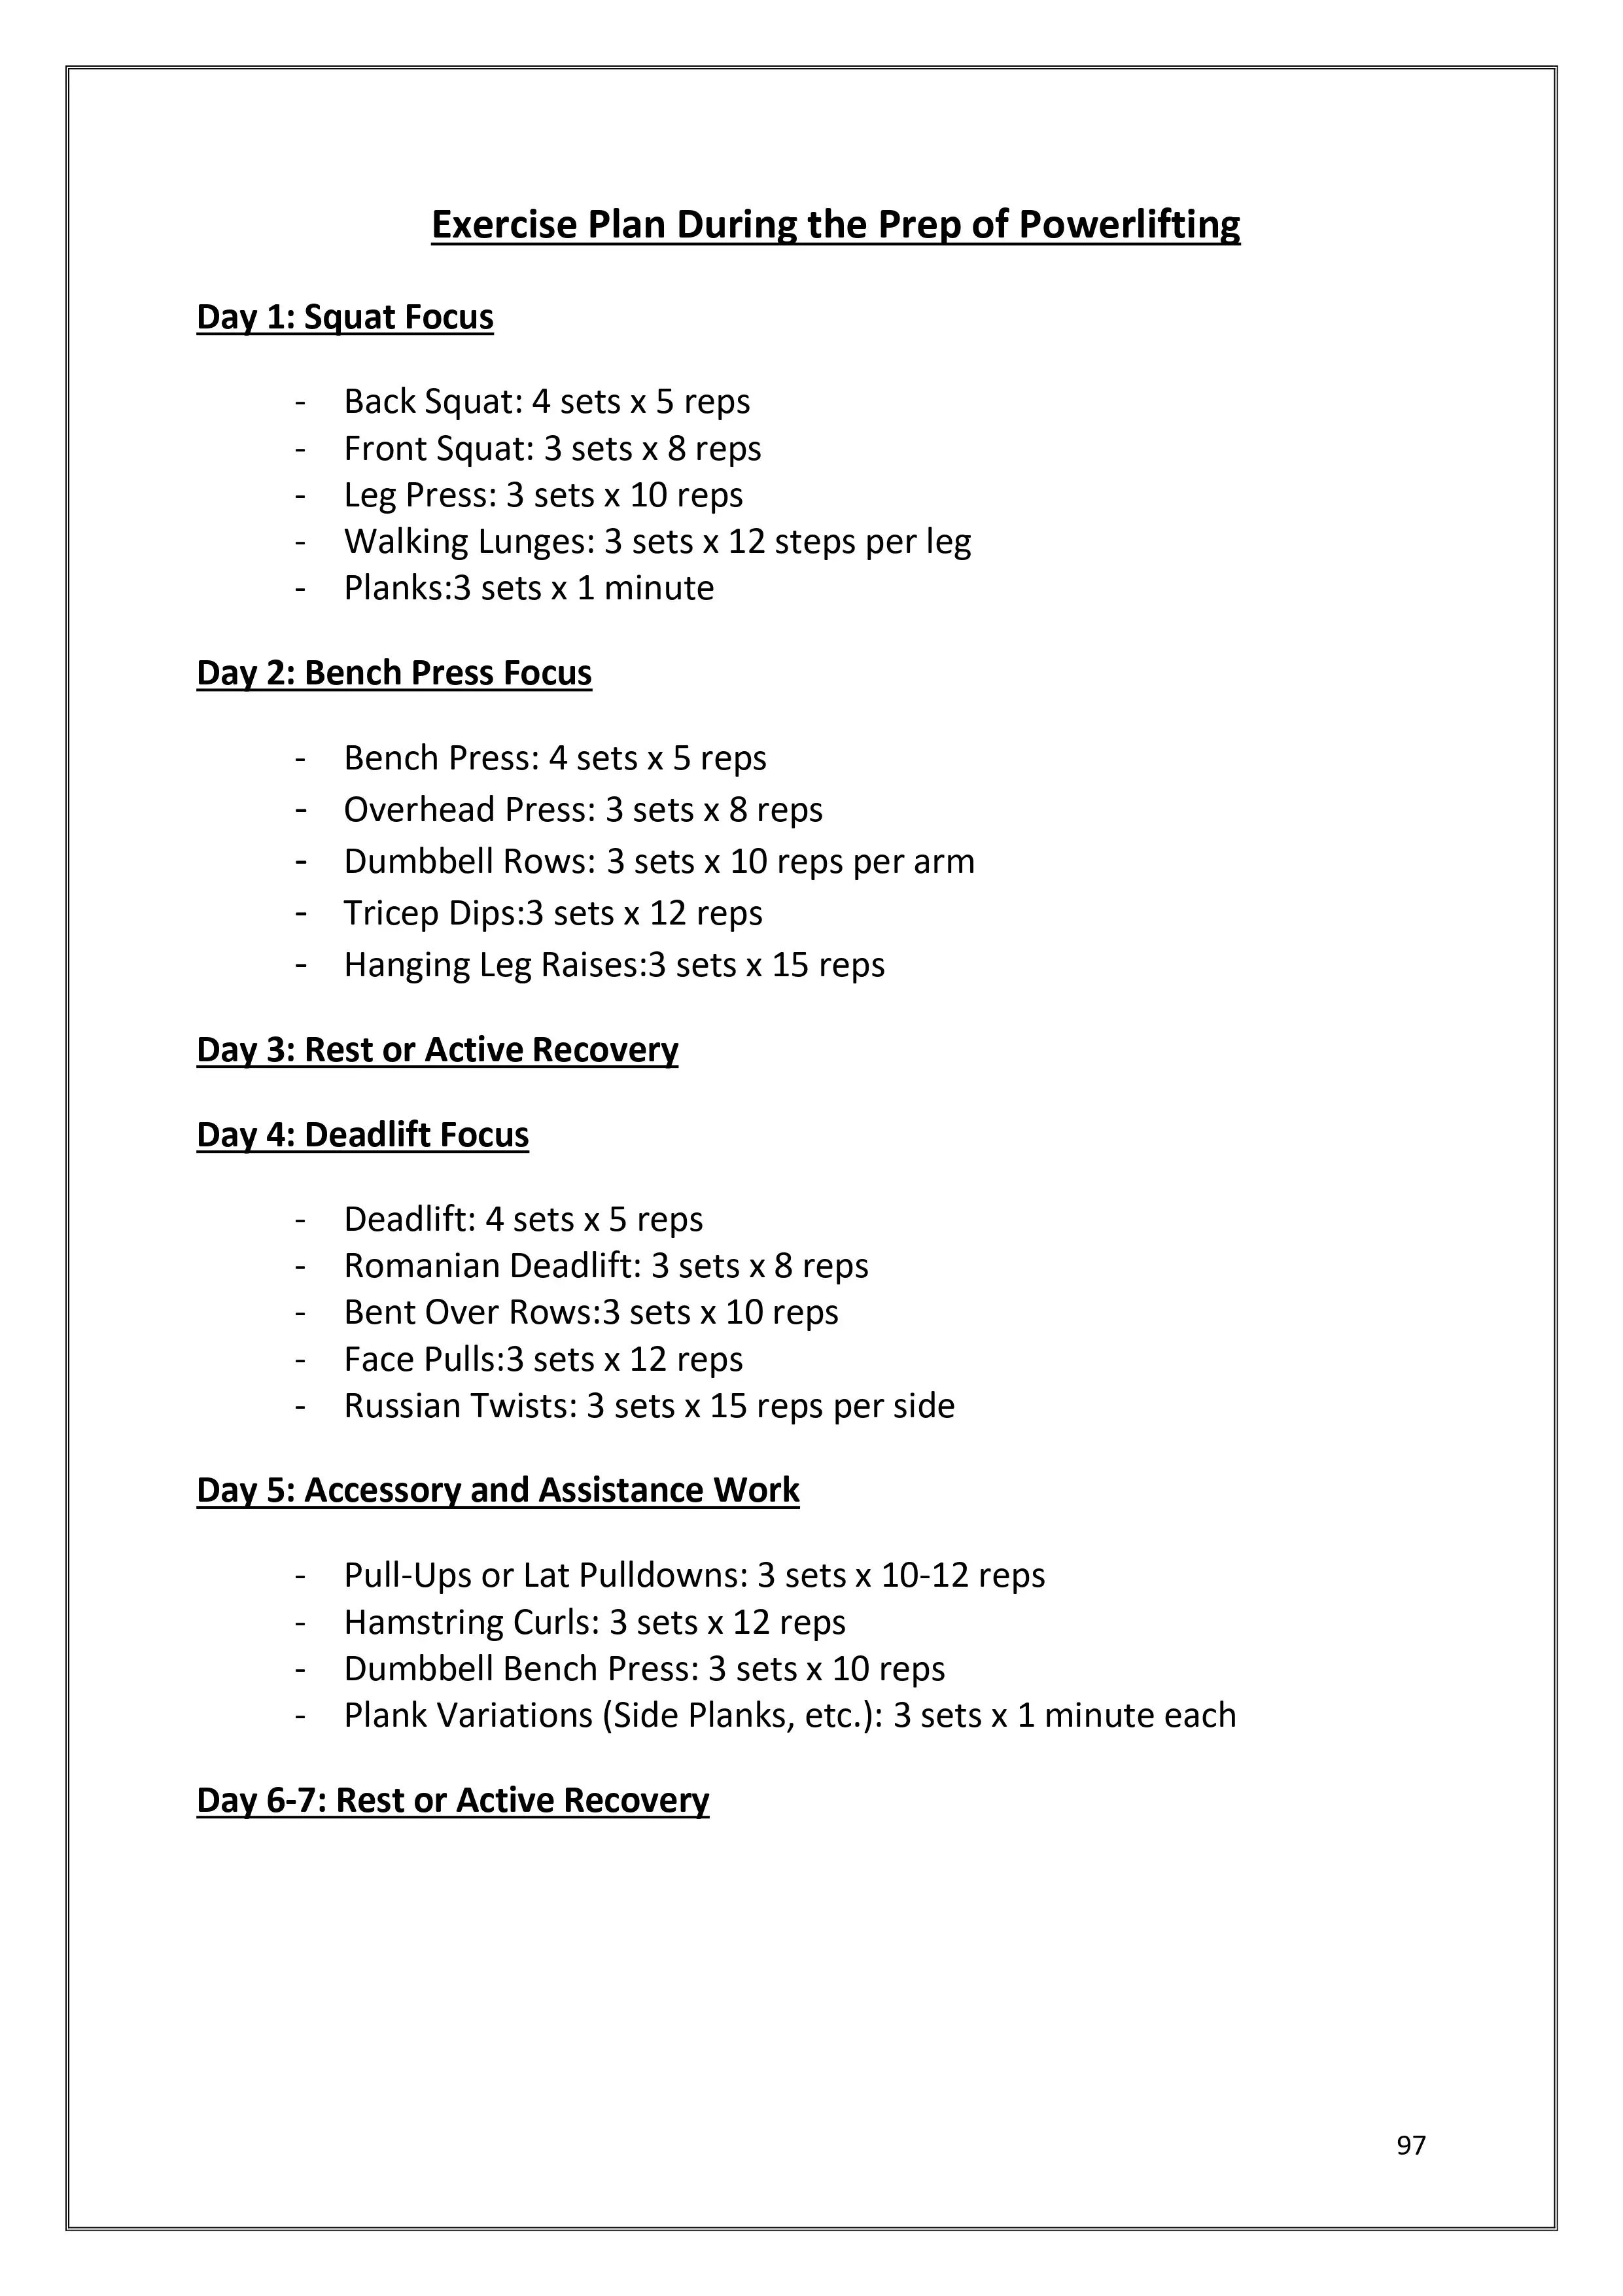 Exercise Plan During the Prep of Powerlifting
Day 1: Squat Focus
- Back Squat: 4 sets x 5 reps
- Front Squat: 3 sets x 8 reps
- Leg Press: 3 sets x 10 reps
- Walking Lunges: 3 sets x 12 steps per leg
- Planks:3 sets x 1 minute
Day 2: Bench Press Focus
- Bench Press: 4 sets x 5 reps
- Overhead Press: 3 sets x 8 reps
- Dumbbell Rows: 3 sets x 10 reps per arm
- Tricep Dips:3 sets x 12 reps
- Hanging Leg Raises:3 sets x 15 reps
Day 3: Rest or Active Recovery
Day 4: Deadlift Focus
- Deadlift: 4 sets x 5 reps
- Romanian Deadlift: 3 sets x 8 reps
- Bent Over Rows:3 sets x 10 reps
- Face Pulls:3 sets x 12 reps
- Russian Twists: 3 sets x 15 reps per side
Day 5: Accessory and Assistance Work
- Pull-Ups or Lat Pulldowns: 3 sets x 10-12 reps
- Hamstring Curls: 3 sets x 12 reps
- Dumbbell Bench Press: 3 sets x 10 reps
- Plank Variations (Side Planks, etc.): 3 sets x 1 minute each
Day 6-7: Rest or Active Recovery
97